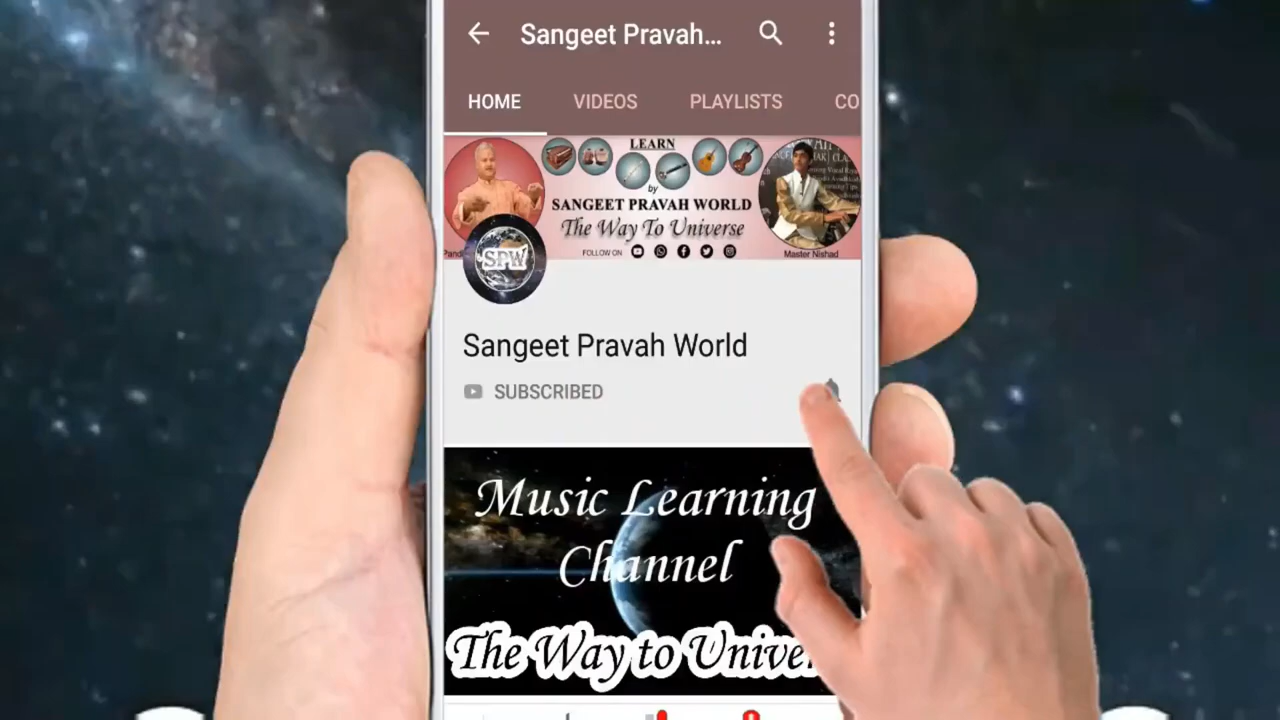 Sangeet Pravah...
HOME VIDEOS PLAYLISTS CO
LEARN
by
SANGEET PRAVAH WORLD
The Way To Universe
FOLLOW ON
Master Nishad
SPW
Sangeet Pravah World
SUBSCRIBED
Music Learning
Channel
The Way to Univer